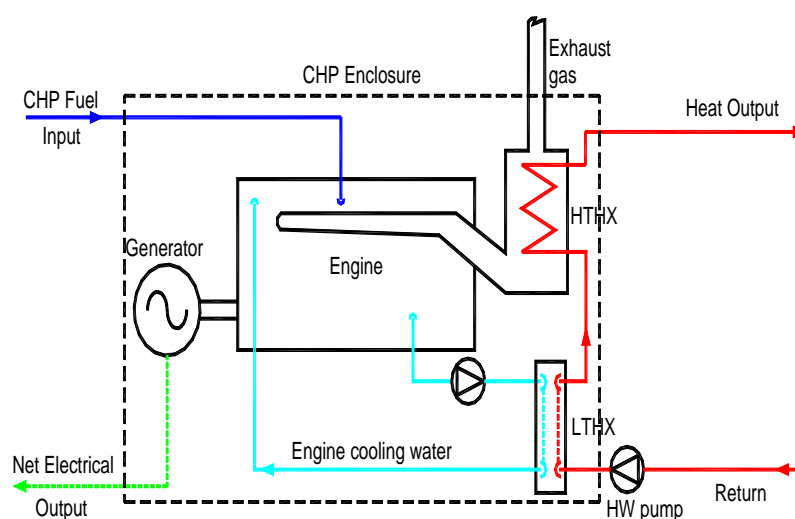 Exhaust
gas
CHP Enclosure
CHP Fuel
Input
Heat Output
HTHX
Generator
Engine
LTHX
Engine cooling water
Net Electrical
Output
HW pump
Return